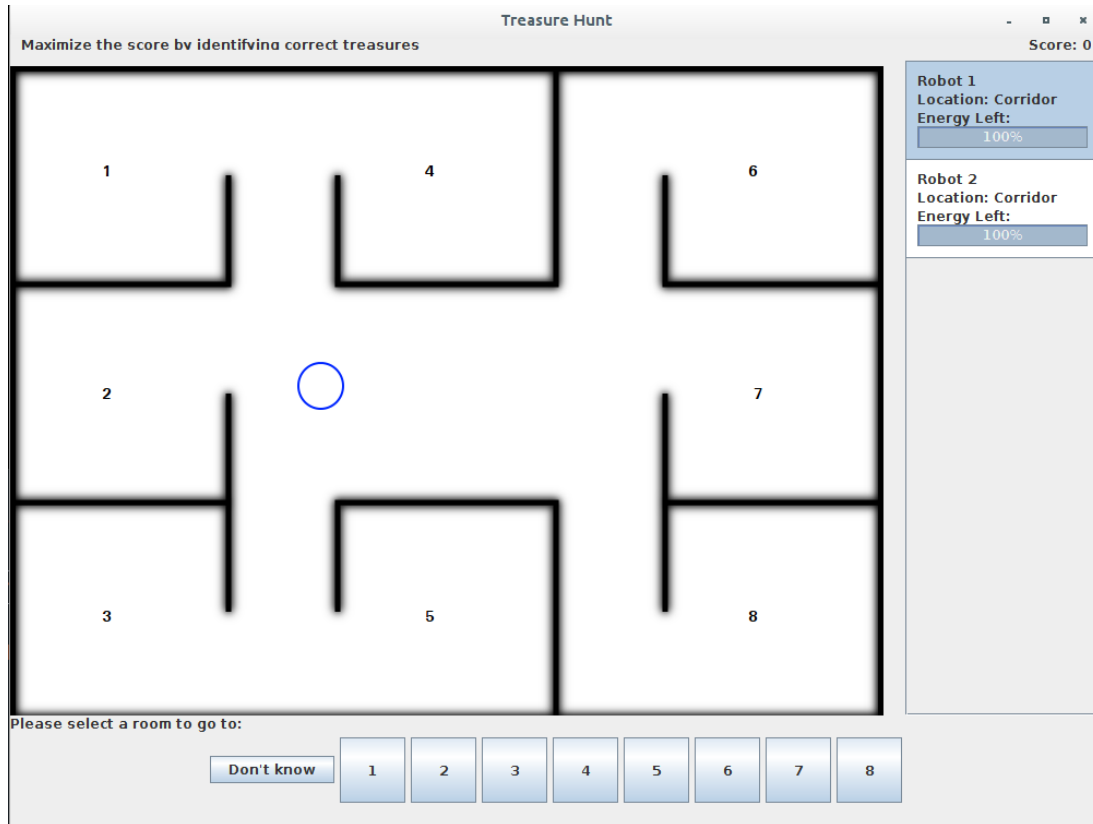 Treasure Hunt
Maximize the score by identifying correct treasures
Score: 0
Robot 1
Location: Corridor
Energy Left:
100%
Robot 2
Location: Corridor
Energy Left:
100%
1
4
6
2
7
3
5
8
Please select a room to go to:
Don't know 1 2 3 4 5 6 7 8